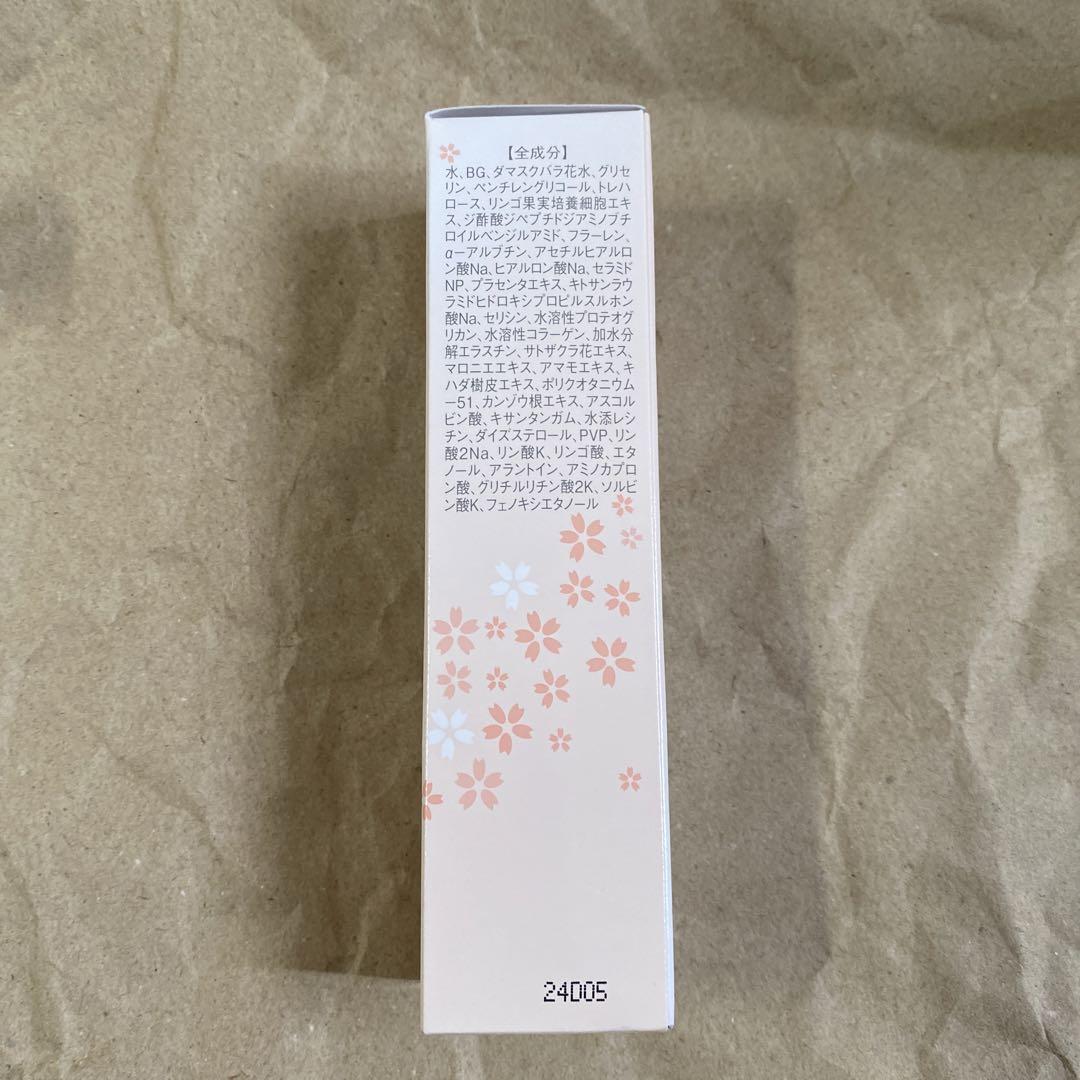 【全成分】
水、BG、ダマスクバラ花水、グリセ
リン、ペンチレングリコール、トレハ
ロース、リンゴ果実培養細胞エキ
ス、ジ酢酸ジペプチドジアミノブチ
ロイルベンジルアミド、フラーレン、
α－アルブチン、アセチルヒアルロ
ン酸Na、ヒアルロン酸Na、セラミド
NP、プラセンタエキス、キトサンラウ
ラミドヒドロキシプロピルスルホン
酸Na、セリシン、水溶性プロテオグ
リカン、水溶性コラーゲン、加水分
解エラスチン、サトザクラ花エキス、
マロニエエキス、アマモエキス、キ
ハダ樹皮エキス、ポリクオタニウム
－51、カンゾウ根エキス、アスコル
ビン酸、キサンタンガム、水添レシ
チン、ダイズステロール、PVP、リン
酸2Na、リン酸K、リンゴ酸、エタ
ノール、アラントイン、アミノカプロ
ン酸、グリチルリチン酸2K、ソルビ
ン酸K、フェノキシエタノール
24D05